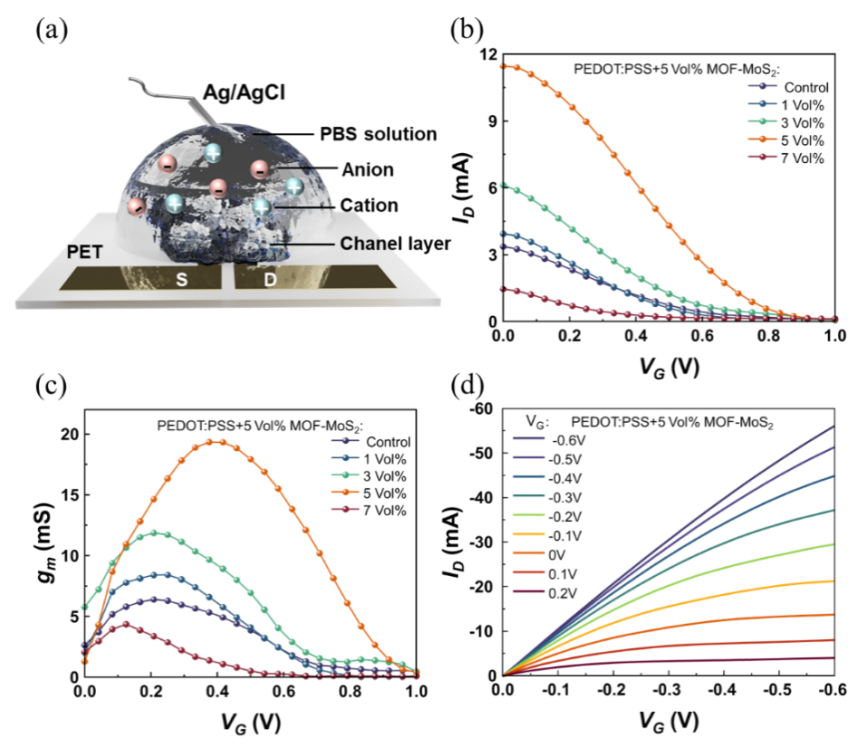 (a)
Ag/AgCl
PBS solution
Anion
Cation
Chanel layer
PET
S
D
(b)
PEDOT:PSS+5 Vol% MOF-MoS₂:
Control
1 Vol%
3 Vol%
5 Vol%
7 Vol%
12
9
6
3
0
I_D (mA)
0.0 0.2 0.4 0.6 0.8 1.0
V_G (V)
(c)
PEDOT:PSS+5 Vol% MOF-MoS₂:
Control
1 Vol%
3 Vol%
5 Vol%
7 Vol%
20
15
10
5
0
g_m (mS)
0.0 0.2 0.4 0.6 0.8 1.0
V_G (V)
(d)
V_G: PEDOT:PSS+5 Vol% MOF-MoS₂
-0.6V
-0.5V
-0.4V
-0.3V
-0.2V
-0.1V
0V
0.1V
0.2V
-60
-50
-40
-30
-20
-10
0
I_D (mA)
0.0 -0.1 -0.2 -0.3 -0.4 -0.5 -0.6
V_G (V)